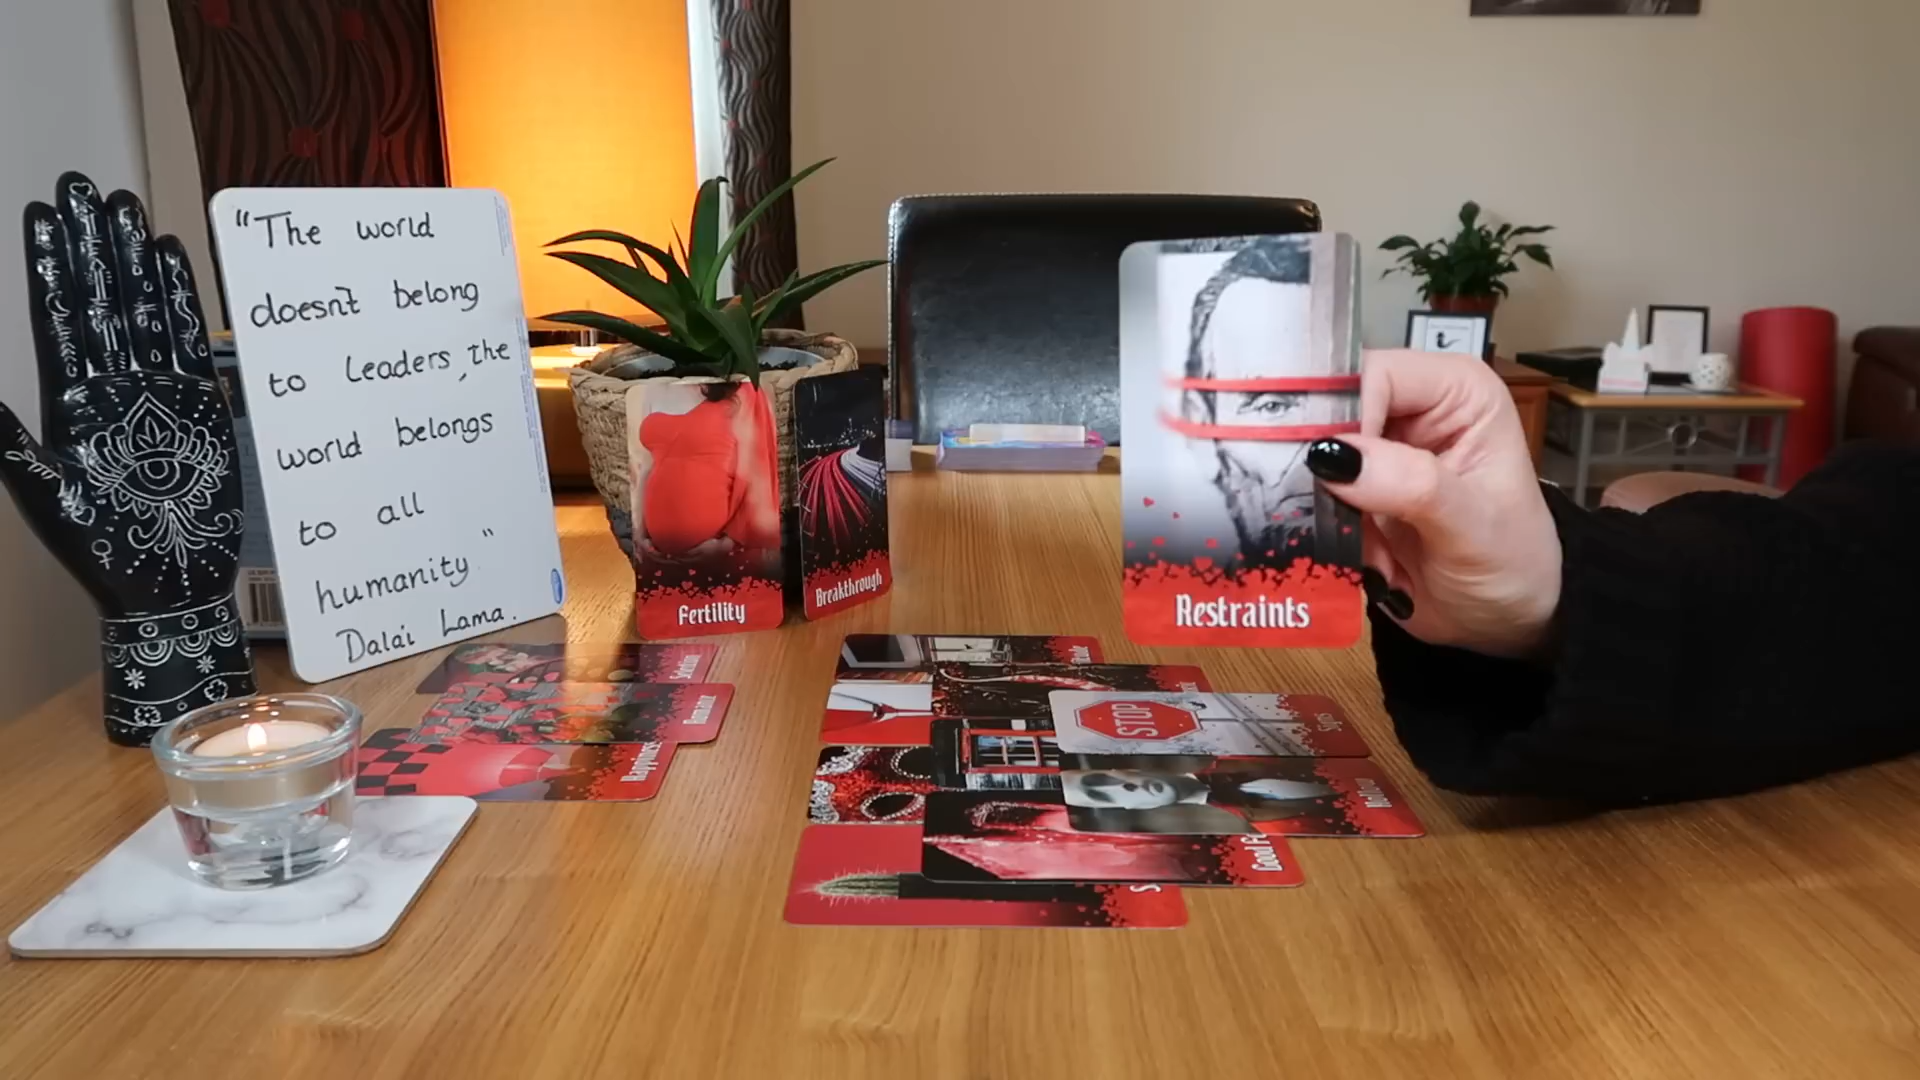 "The world
doesn't belong
to Leaders, the
world belongs
to all
humanity."
Dalai Lama.
Fertility
Breakthrough
Restraints
Happiness
STOP
Sign